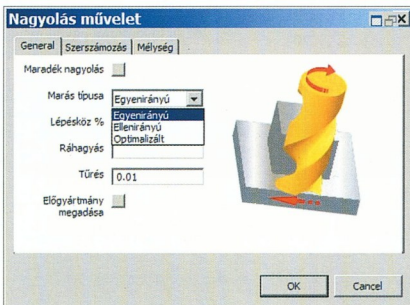 Nagyolás művelet
General Szerszámozás Mélység
Maradék nagyolás
Marás típusa Egyenirányú
Egyenirányú
Lépésköz %
Ellenirányú
Optimalizált
Ráhagyás
Tűrés 0.01
Előgyártmány
megadása
OK Cancel